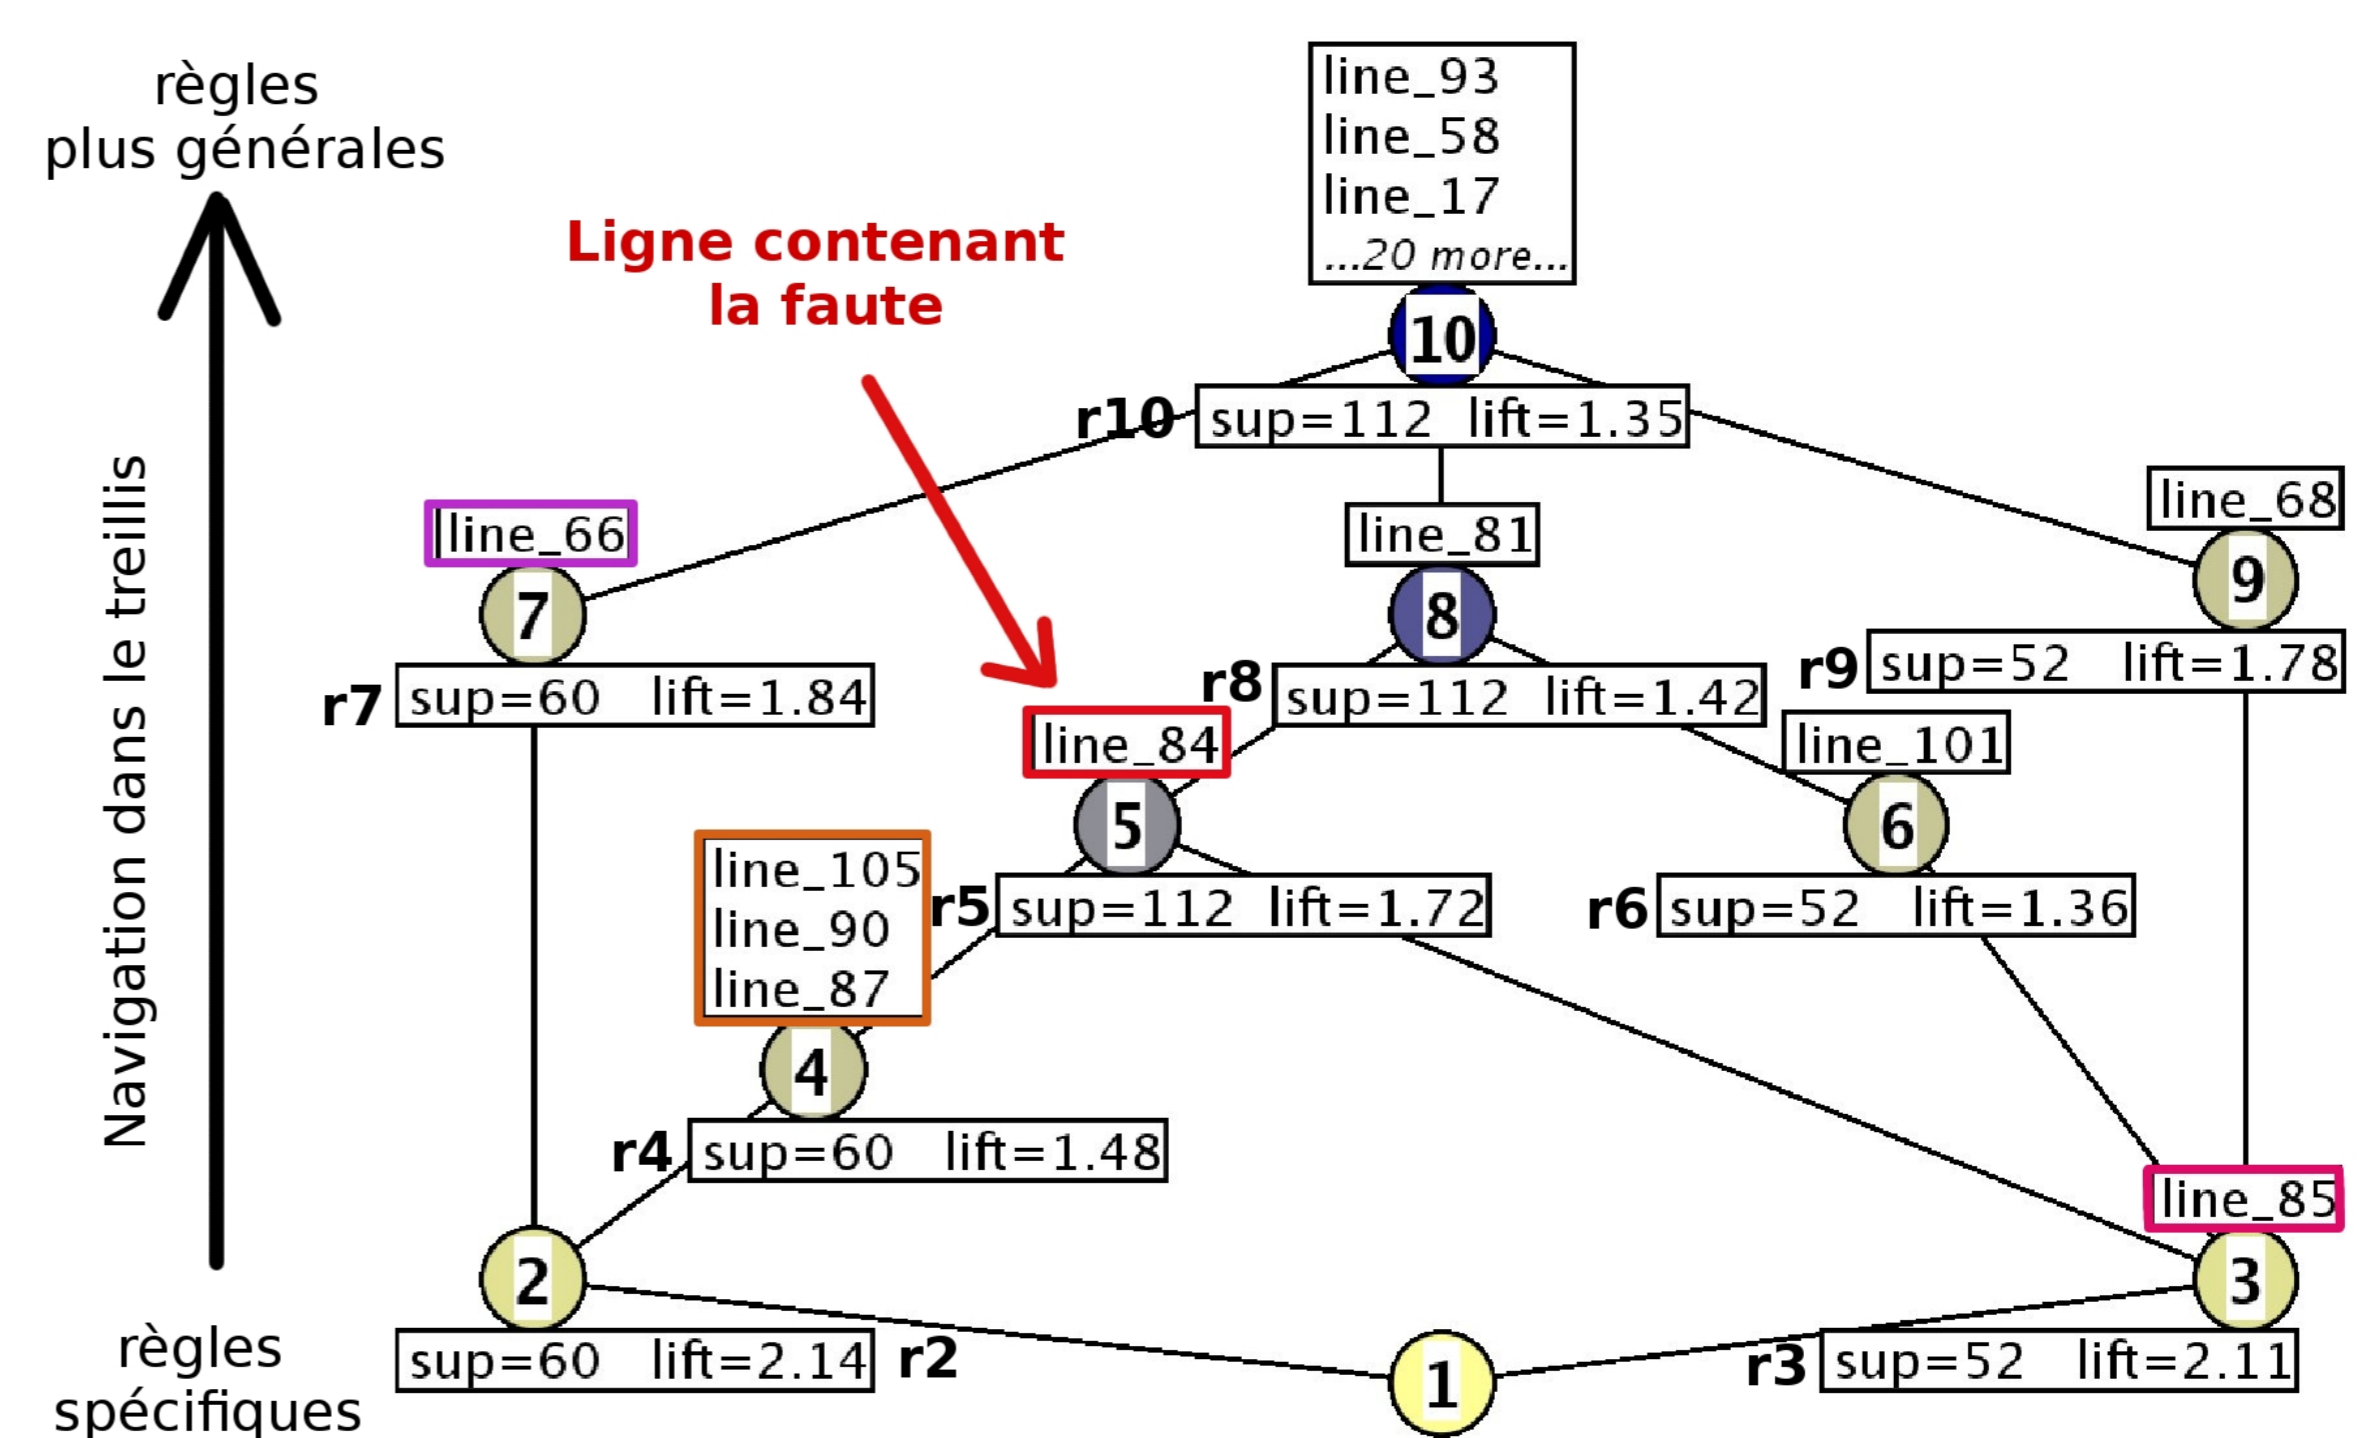 règles
plus générales
Navigation dans le treillis
règles
spécifiques
Ligne contenant
la faute
line_93
line_58
line_17
...20 more...
10
r10
sup=112 lift=1.35
line_66
7
r7
sup=60 lift=1.84
line_81
8
r8
sup=112 lift=1.42
line_68
9
r9
sup=52 lift=1.78
line_84
5
r5
sup=112 lift=1.72
line_101
6
r6
sup=52 lift=1.36
line_105
line_90
line_87
4
r4
sup=60 lift=1.48
line_85
3
r3
sup=52 lift=2.11
2
sup=60 lift=2.14
r2
1